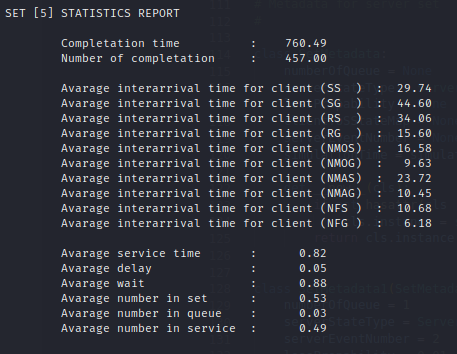 SET [5] STATISTICS REPORT
Completation time : 760.49
Number of completation : 457.00
Avarage interarrival time for client (SS ) : 29.74
Avarage interarrival time for client (SG ) : 44.60
Avarage interarrival time for client (RS ) : 34.06
Avarage interarrival time for client (RG ) : 15.60
Avarage interarrival time for client (NMOS) : 16.58
Avarage interarrival time for client (NMOG) : 9.63
Avarage interarrival time for client (NMAS) : 23.72
Avarage interarrival time for client (NMAG) : 10.45
Avarage interarrival time for client (NFS ) : 10.68
Avarage interarrival time for client (NFG ) : 6.18
Avarage service time : 0.82
Avarage delay : 0.05
Avarage wait : 0.88
Avarage number in set : 0.53
Avarage number in queue : 0.03
Avarage number in service : 0.49